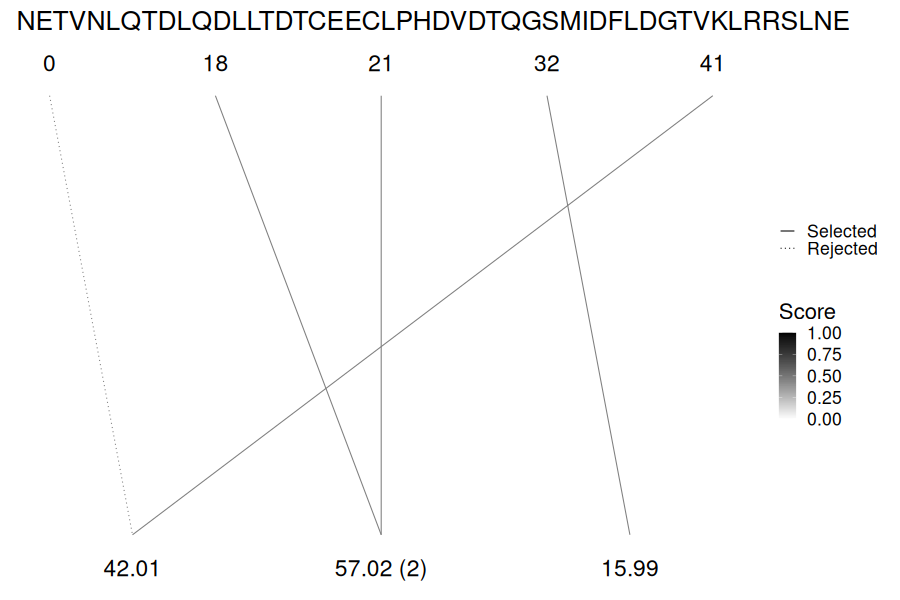 NETVNLQTDLQDLLTDTCEECLPHDVDTQGSMIDFLDGTVKLRRSLNE
0 18 21 32 41
Selected
Rejected
Score
1.00
0.75
0.50
0.25
0.00
42.01 57.02 (2) 15.99